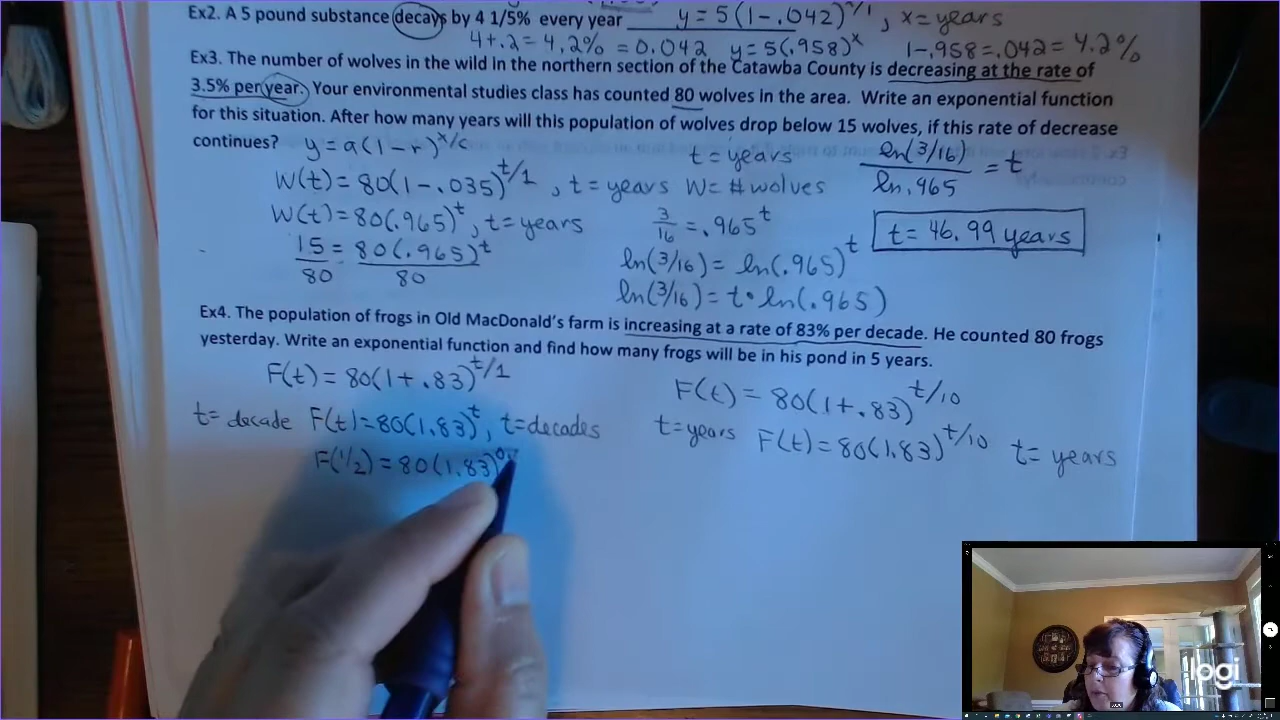 Ex2. A 5 pound substance decays by 4 1/5% every year y = 5(1-.042)^x/1, x = years
4+.2 = 4.2% = 0.042 y = 5(.958)^x 1-.958 = .042 = 4.2%
Ex3. The number of wolves in the wild in the northern section of the Catawba County is decreasing at the rate of
3.5% per year. Your environmental studies class has counted 80 wolves in the area. Write an exponential function
for this situation. After how many years will this population of wolves drop below 15 wolves, if this rate of decrease
continues? y = a(1-r)^x/c
W(t) = 80(1-.035)^t/1, t = years W = # wolves
W(t) = 80(.965)^t, t = years
15/80 = 80(.965)^t/80
t = years
3/16 = .965^t
ln(3/16) = ln(.965)^t
ln(3/16) = t·ln(.965)
ln(3/16)/ln.965 = t
t = 46.99 years
Ex4. The population of frogs in Old MacDonald's farm is increasing at a rate of 83% per decade. He counted 80 frogs
yesterday. Write an exponential function and find how many frogs will be in his pond in 5 years.
F(t) = 80(1+.83)^t/1
t = decade F(t) = 80(1.83)^t, t = decades
F(1/2) = 80(1.83)^0
F(t) = 80(1+.83)^t/10
t = years F(t) = 80(1.83)^t/10 t = years
logi